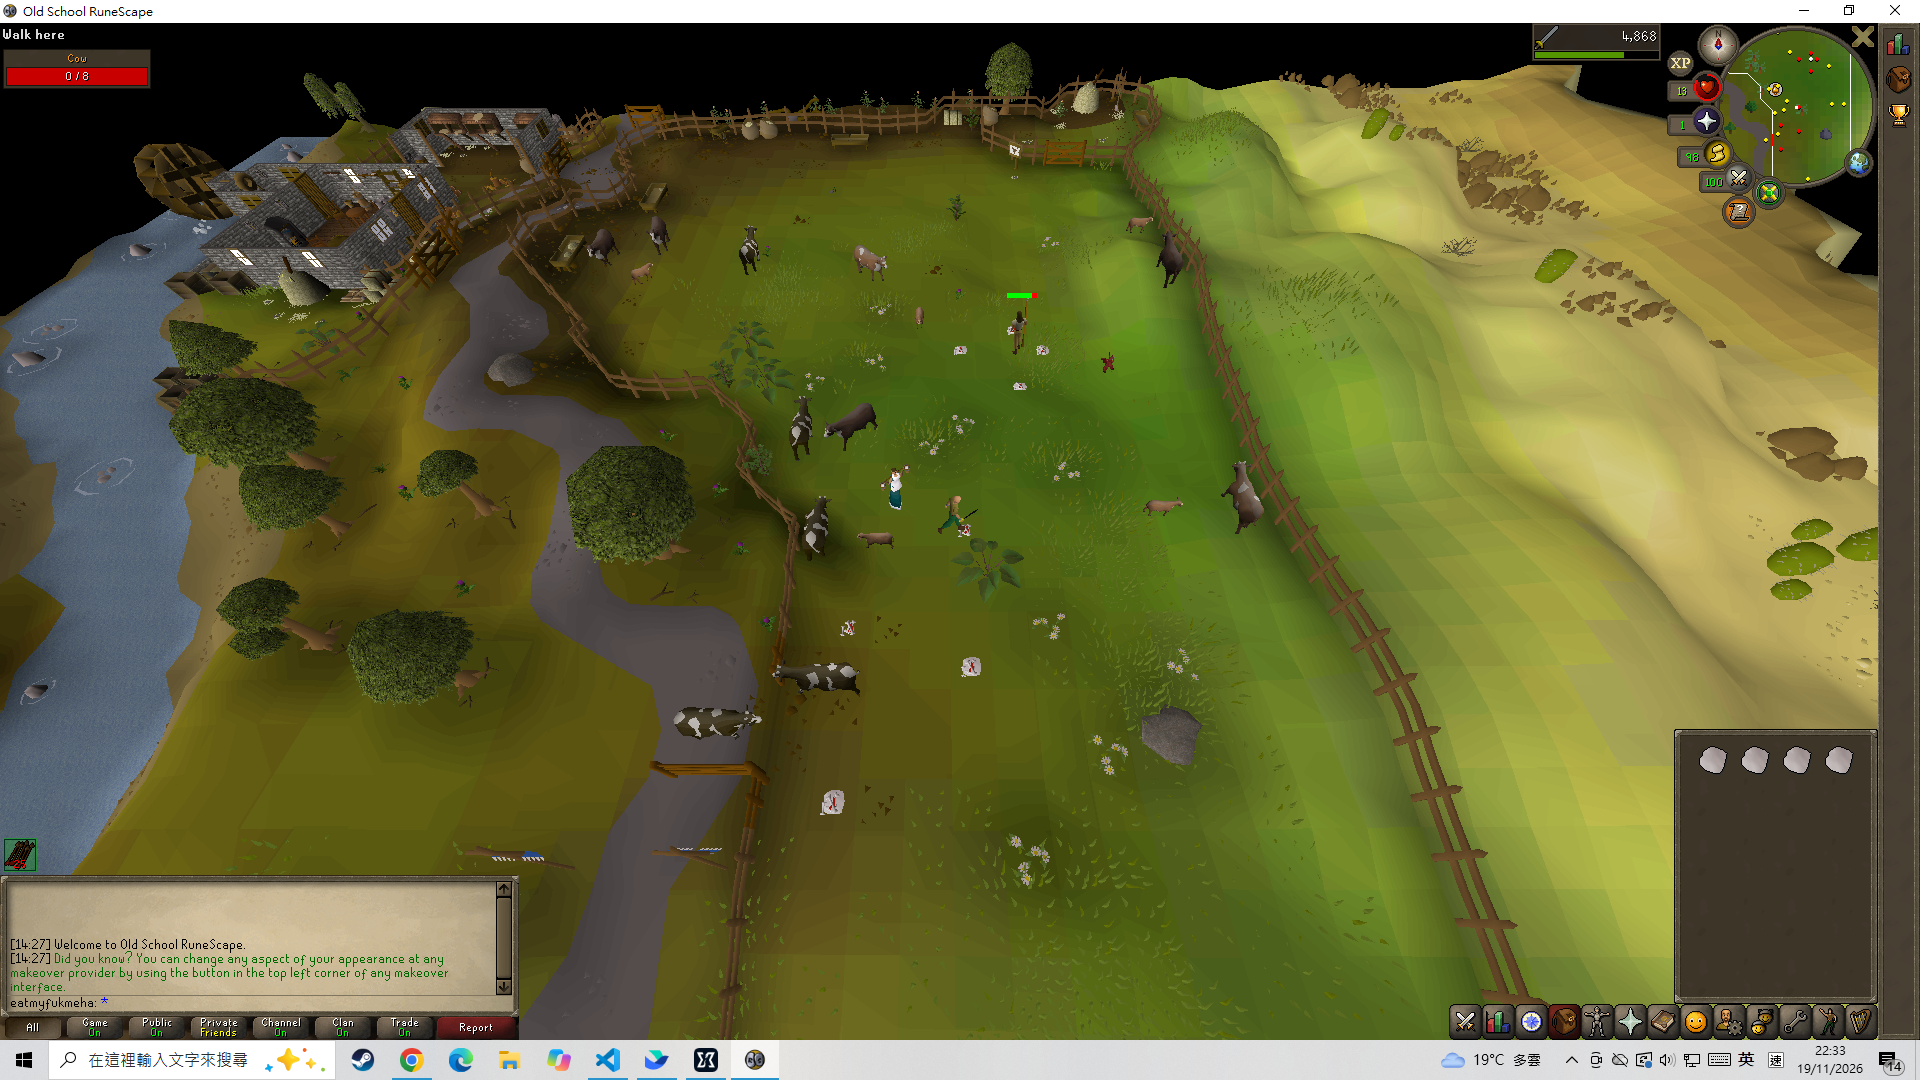 Old School RuneScape
Walk here
Cow
0 / 8
4,868
N
XP
13
1
98
100
25
[14:27] Welcome to Old School RuneScape.
[14:27] Did you know? You can change any aspect of your appearance at any
makeover provider by using the button in the top left corner of any makeover
interface.
eatmyfukmeha: *
All
Game
On
Public
On
Private
Friends
Channel
On
Clan
On
Trade
On
Report
在這裡輸入文字來搜尋
19°C 多雲
英
速
22:33
19/11/2026
14